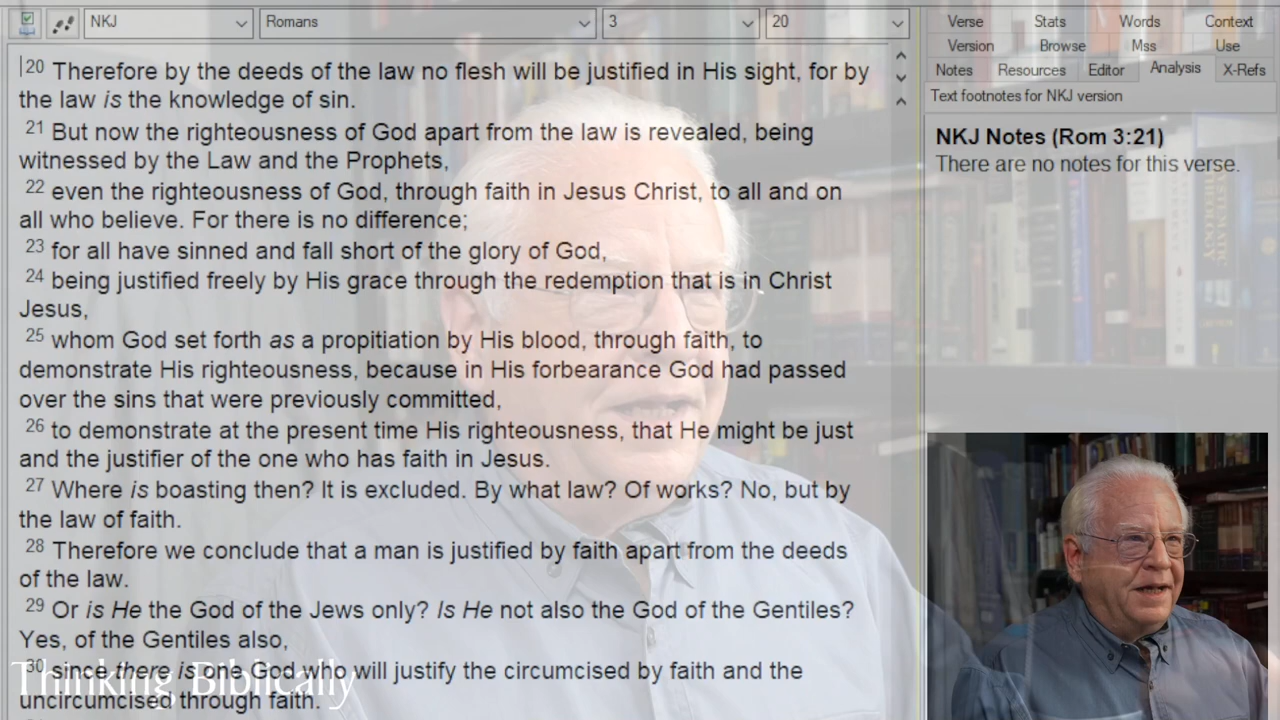 NKJ Romans 3 20
Verse Stats Words Context
Version Browse Mss Use
Notes Resources Editor Analysis X-Refs
Text footnotes for NKJ version
NKJ Notes (Rom 3:21)
There are no notes for this verse.
20 Therefore by the deeds of the law no flesh will be justified in His sight, for by
the law is the knowledge of sin.
21 But now the righteousness of God apart from the law is revealed, being
witnessed by the Law and the Prophets,
22 even the righteousness of God, through faith in Jesus Christ, to all and on
all who believe. For there is no difference;
23 for all have sinned and fall short of the glory of God,
24 being justified freely by His grace through the redemption that is in Christ
Jesus,
25 whom God set forth as a propitiation by His blood, through faith, to
demonstrate His righteousness, because in His forbearance God had passed
over the sins that were previously committed,
26 to demonstrate at the present time His righteousness, that He might be just
and the justifier of the one who has faith in Jesus.
27 Where is boasting then? It is excluded. By what law? Of works? No, but by
the law of faith.
28 Therefore we conclude that a man is justified by faith apart from the deeds
of the law.
29 Or is He the God of the Jews only? Is He not also the God of the Gentiles?
Yes, of the Gentiles also,
30 since there is one God who will justify the circumcised by faith and the
uncircumcised through faith.
Thinking Biblically